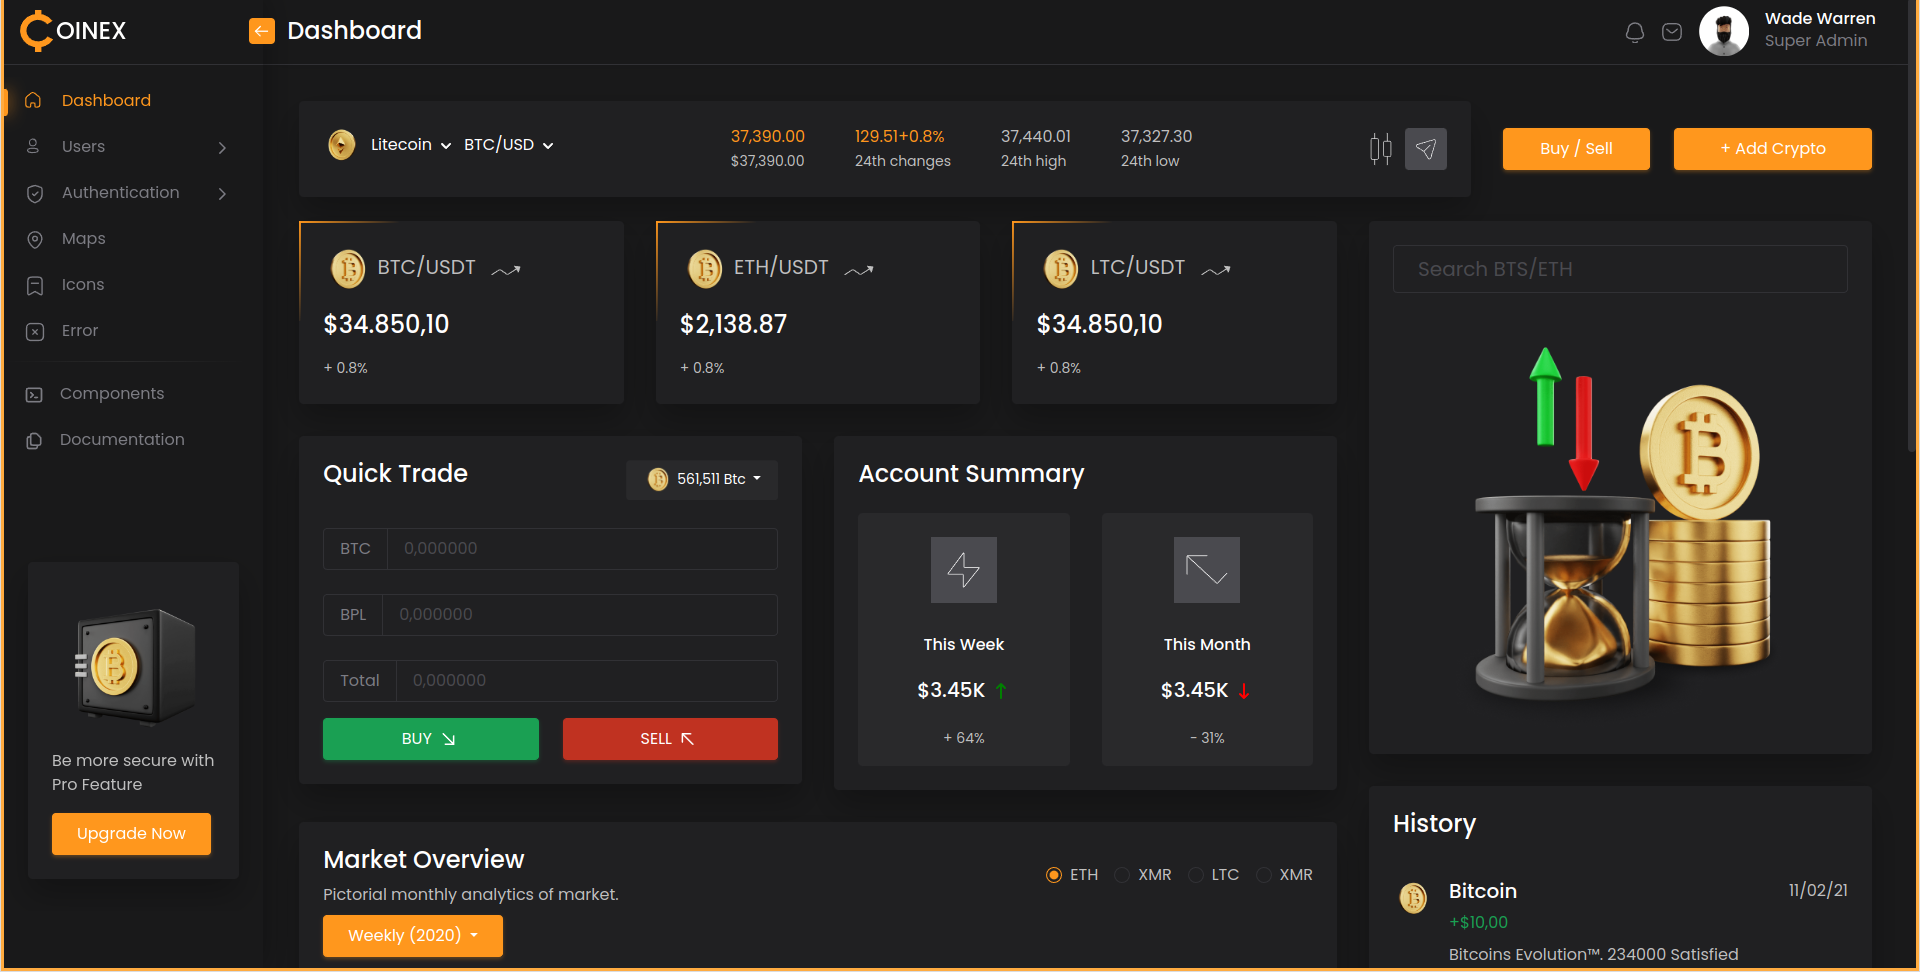 OINEX
Dashboard
Wade Warren
Super Admin
Dashboard
Users
Authentication
Maps
Icons
Error
Components
Documentation
Be more secure with
Pro Feature
Upgrade Now
Litecoin BTC/USD
37,390.00
$37,390.00
129.51+0.8%
24th changes
37,440.01
24th high
37,327.30
24th low
Buy / Sell
+ Add Crypto
BTC/USDT
$34.850,10
+ 0.8%
ETH/USDT
$2,138.87
+ 0.8%
LTC/USDT
$34.850,10
+ 0.8%
Search BTS/ETH
Quick Trade
561,511 Btc
BTC 0,000000
BPL 0,000000
Total 0,000000
BUY
SELL
Account Summary
This Week
$3.45K
+ 64%
This Month
$3.45K
- 31%
Market Overview
Pictorial monthly analytics of market.
Weekly (2020)
ETH XMR LTC XMR
History
Bitcoin
11/02/21
+$10,00
Bitcoins Evolution™. 234000 Satisfied